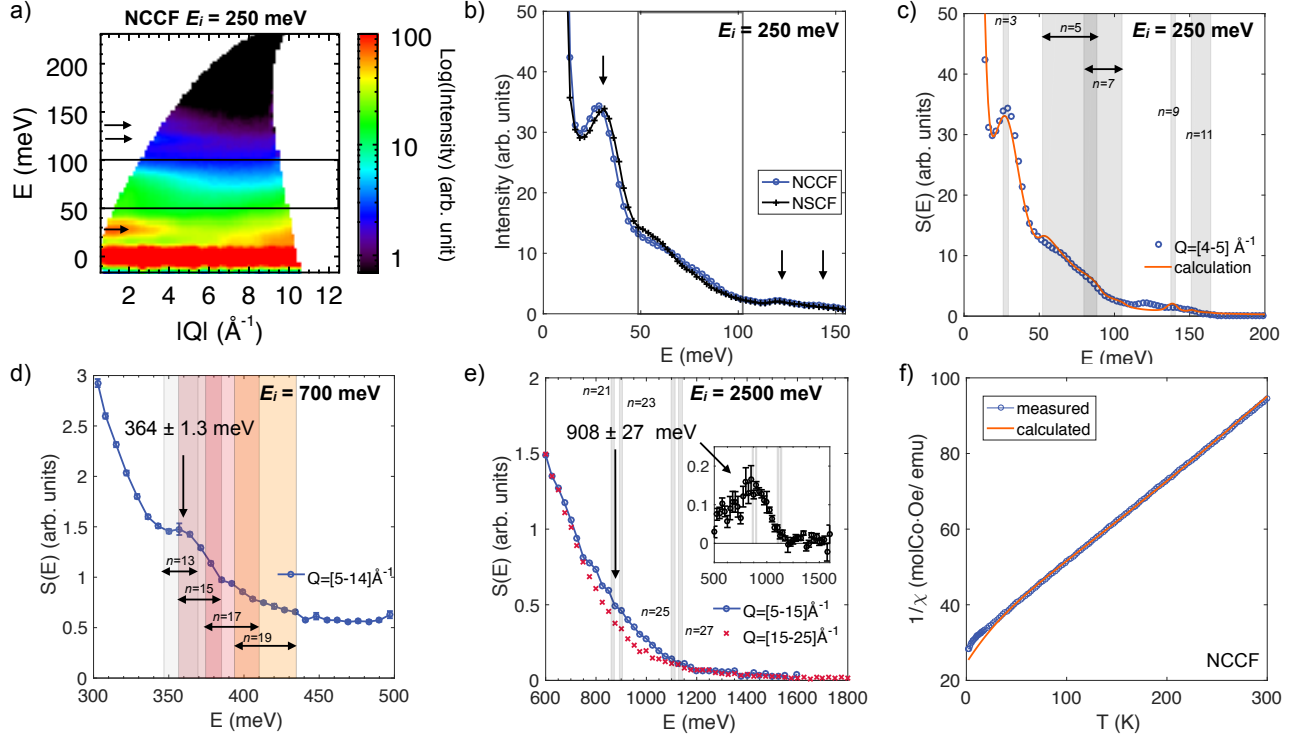 a)
NCCF E_i = 250 meV
E (meV)
200
150
100
50
0
2 4 6 8 10 12
|Q| (Å⁻¹)
100
10
1
Log(Intensity) (arb. unit)
b)
E_i = 250 meV
Intensity (arb. units)
50
40
30
20
10
0
0 50 100 150
E (meV)
NCCF
NSCF
c)
E_i = 250 meV
S(E) (arb. units)
50
40
30
20
10
0
0 50 100 150 200
E (meV)
n=3
n=5
n=7
n=9
n=11
Q=[4-5] Å⁻¹
calculation
d)
E_i = 700 meV
S(E) (arb. units)
3
2.5
2
1.5
1
0.5
0
300 350 400 450 500
E (meV)
364 ± 1.3 meV
n=13
n=15
n=17
n=19
Q=[5-14]Å⁻¹
e)
E_i = 2500 meV
S(E) (arb. units)
2
1.5
1
0.5
0
600 800 1000 1200 1400 1600 1800
E (meV)
n=21
n=23
908 ± 27 meV
n=25
n=27
0.2
0.1
0
500 1000 1500
Q=[5-15]Å⁻¹
Q=[15-25]Å⁻¹
f)
1/χ (molCo·Oe/ emu)
100
80
60
40
20
0 100 200 300
T (K)
measured
calculated
NCCF